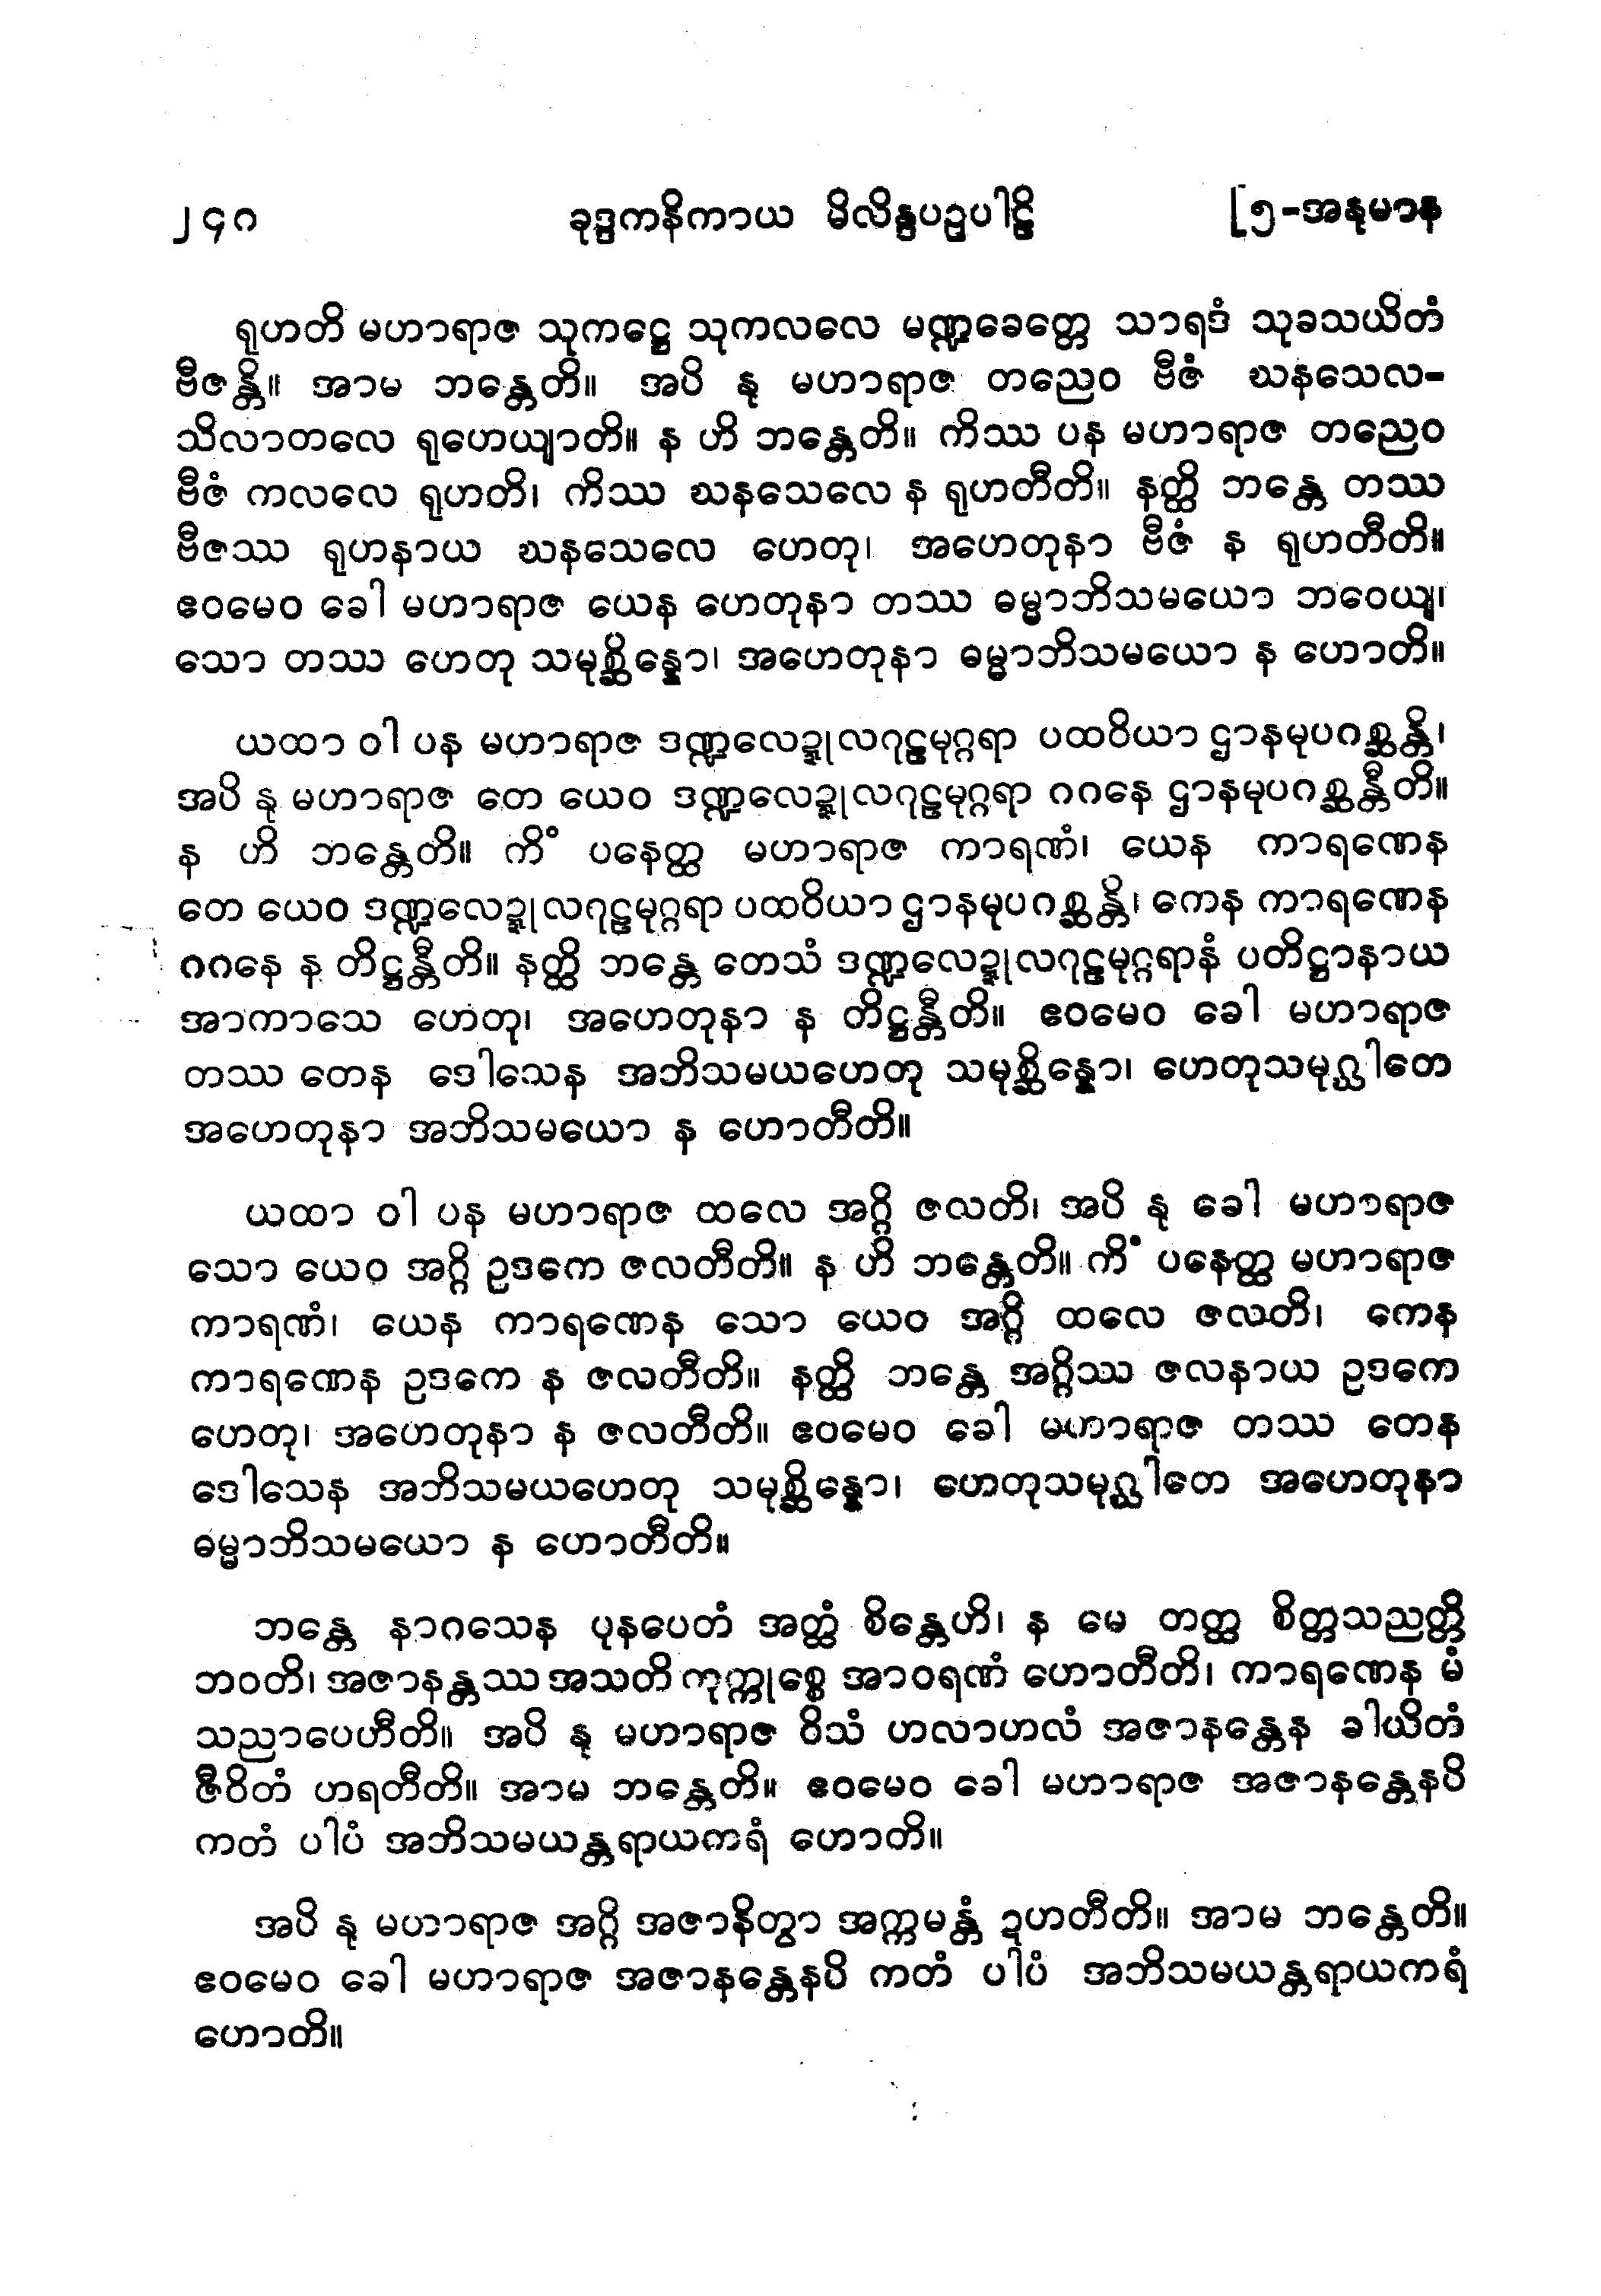 ၂၄၈ ခုဒ္ဒကနိကာယ မိလိန္ဒပဉှပါဠိ [၅-အနုမာန
ရုဟတိ မဟာရာဇ သုကဋ္ဌေ သုကလလေ မဏ္ဍခေတ္တေ သာရဒံ သုခသယိတံ
ဗီဇန္တိ။ အာမ ဘန္တေတိ။ အပိ နု မဟာရာဇ တညေဝ ဗီဇံ ဃနသေလ-
သိလာတလေ ရုဟေယျာတိ။ န ဟိ ဘန္တေတိ။ ကိဿ ပန မဟာရာဇ တညေဝ
ဗီဇံ ကလလေ ရုဟတိ၊ ကိဿ ဃနသေလေ န ရုဟတီတိ။ နတ္ထိ ဘန္တေ တဿ
ဗီဇဿ ရုဟနာယ ဃနသေလေ ဟေတု၊ အဟေတုနာ ဗီဇံ န ရုဟတီတိ။
ဧဝမေဝ ခေါ မဟာရာဇ ယေန ဟေတုနာ တဿ ဓမ္မာဘိသမယော ဘဝေယျ၊
သော တဿ ဟေတု သမုစ္ဆိန္နော၊ အဟေတုနာ ဓမ္မာဘိသမယော န ဟောတိ။
ယထာ ဝါ ပန မဟာရာဇ ဒဏ္ဍလေဍ္ဍုလဂုဠမုဂ္ဂရာ ပထဝိယာ ဌာနမုပဂစ္ဆန္တိ၊
အပိ နု မဟာရာဇ တေ ယေဝ ဒဏ္ဍလေဍ္ဍုလဂုဠမုဂ္ဂရာ ဂဂနေ ဌာနမုပဂစ္ဆန္တီတိ။
န ဟိ ဘန္တေတိ။ ကိံ ပနေတ္ထ မဟာရာဇ ကာရဏံ၊ ယေန ကာရဏေန
တေ ယေဝ ဒဏ္ဍလေဍ္ဍုလဂုဠမုဂ္ဂရာ ပထဝိယာ ဌာနမုပဂစ္ဆန္တိ၊ ကေန ကာရဏေန
ဂဂနေ န တိဋ္ဌန္တီတိ။ နတ္ထိ ဘန္တေ တေသံ ဒဏ္ဍလေဍ္ဍုလဂုဠမုဂ္ဂရာနံ ပတိဋ္ဌာနာယ
အာကာသေ ဟေတု၊ အဟေတုနာ န တိဋ္ဌန္တီတိ။ ဧဝမေဝ ခေါ မဟာရာဇ
တဿ တေန ဒေါသေန အဘိသမယဟေတု သမုစ္ဆိန္နော၊ ဟေတုသမုဂ္ဃါတေ
အဟေတုနာ အဘိသမယော န ဟောတီတိ။
ယထာ ဝါ ပန မဟာရာဇ ထလေ အဂ္ဂိ ဇလတိ၊ အပိ နု ခေါ မဟာရာဇ
သော ယေဝ အဂ္ဂိ ဥဒကေ ဇလတီတိ။ န ဟိ ဘန္တေတိ။ ကိံ ပနေတ္ထ မဟာရာဇ
ကာရဏံ၊ ယေန ကာရဏေန သော ယေဝ အဂ္ဂိ ထလေ ဇလတိ၊ ကေန
ကာရဏေန ဥဒကေ န ဇလတီတိ။ နတ္ထိ ဘန္တေ အဂ္ဂိဿ ဇလနာယ ဥဒကေ
ဟေတု၊ အဟေတုနာ န ဇလတီတိ။ ဧဝမေဝ ခေါ မဟာရာဇ တဿ တေန
ဒေါသေန အဘိသမယဟေတု သမုစ္ဆိန္နော၊ ဟေတုသမုဂ္ဃါတေ အဟေတုနာ
ဓမ္မာဘိသမယော န ဟောတီတိ။
ဘန္တေ နာဂသေန ပုနပေတံ အတ္ထံ စိန္တေဟိ၊ န မေ တတ္ထ စိတ္တသညတ္တိ
ဘဝတိ၊ အဇာနန္တဿ အသတိ ကုက္ကုစ္စေ အာဝရဏံ ဟောတီတိ၊ ကာရဏေန မံ
သညာပေဟီတိ။ အပိ နု မဟာရာဇ ဝိသံ ဟလာဟလံ အဇာနန္တေန ခါယိတံ
ဇီဝိတံ ဟရတီတိ။ အာမ ဘန္တေတိ။ ဧဝမေဝ ခေါ မဟာရာဇ အဇာနန္တေနပိ
ကတံ ပါပံ အဘိသမယန္တရာယကရံ ဟောတိ။
အပိ နု မဟာရာဇ အဂ္ဂိ အဇာနိတွာ အက္ကမန္တံ ဍဟတီတိ။ အာမ ဘန္တေတိ။
ဧဝမေဝ ခေါ မဟာရာဇ အဇာနန္တေနပိ ကတံ ပါပံ အဘိသမယန္တရာယကရံ
ဟောတိ။